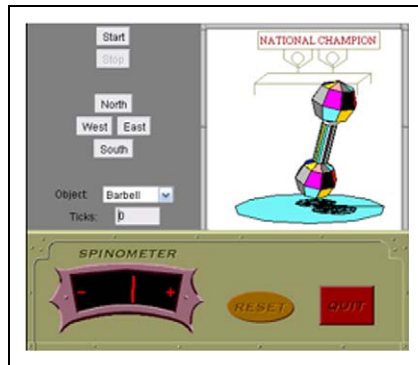 Start
Stop
North
West East
South
Object: Barbell
Ticks: 0
NATIONAL CHAMPION
SPINOMETER
- +
RESET
QUIT